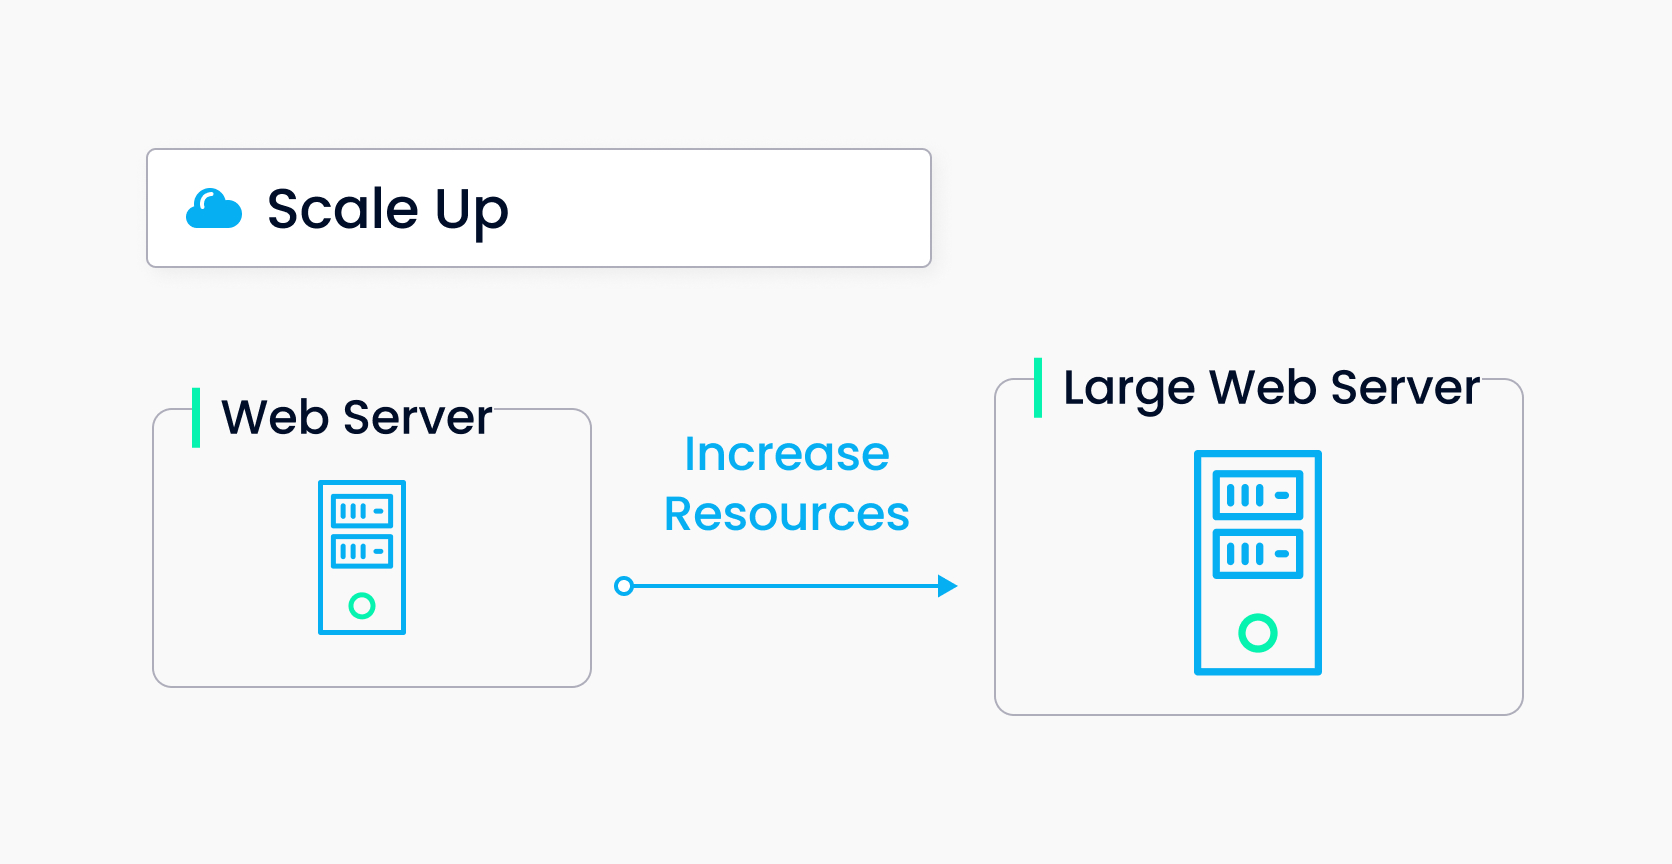 Scale Up
Web Server
Increase
Resources
Large Web Server